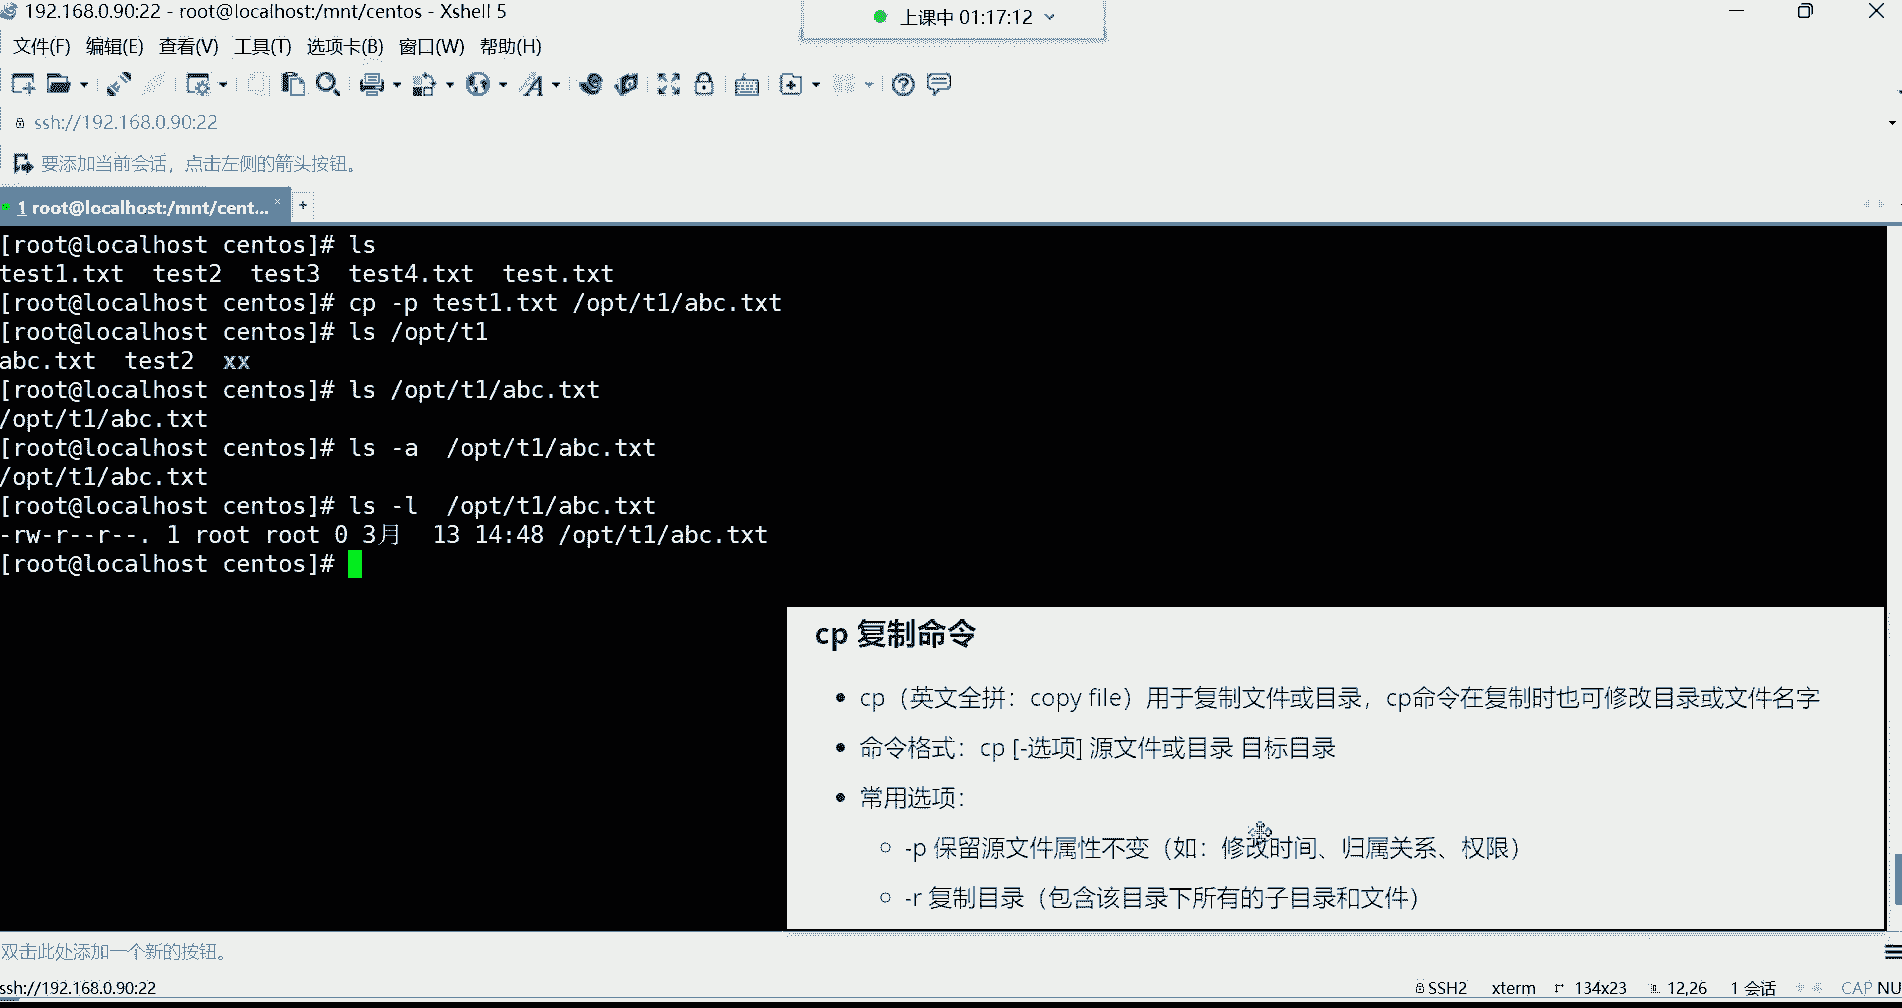 192.168.0.90:22 - root@localhost:/mnt/centos - Xshell 5
上课中 01:17:12
文件(F) 编辑(E) 查看(V) 工具(T) 选项卡(B) 窗口(W) 帮助(H)
ssh://192.168.0.90:22
要添加当前会话，点击左侧的箭头按钮。
1 root@localhost:/mnt/cent... × +
[root@localhost centos]# ls
test1.txt  test2  test3  test4.txt  test.txt
[root@localhost centos]# cp -p test1.txt /opt/t1/abc.txt
[root@localhost centos]# ls /opt/t1
abc.txt  test2  xx
[root@localhost centos]# ls /opt/t1/abc.txt
/opt/t1/abc.txt
[root@localhost centos]# ls -a  /opt/t1/abc.txt
/opt/t1/abc.txt
[root@localhost centos]# ls -l  /opt/t1/abc.txt
-rw-r--r--. 1 root root 0 3月  13 14:48 /opt/t1/abc.txt
[root@localhost centos]#
cp 复制命令
cp（英文全拼：copy file）用于复制文件或目录，cp命令在复制时也可修改目录或文件名字
命令格式：cp [-选项] 源文件或目录 目标目录
常用选项：
-p 保留源文件属性不变（如：修改时间、归属关系、权限）
-r 复制目录（包含该目录下所有的子目录和文件）
双击此处添加一个新的按钮。
ssh://192.168.0.90:22 SSH2 xterm 134x23 12,26 1 会话 CAP NU